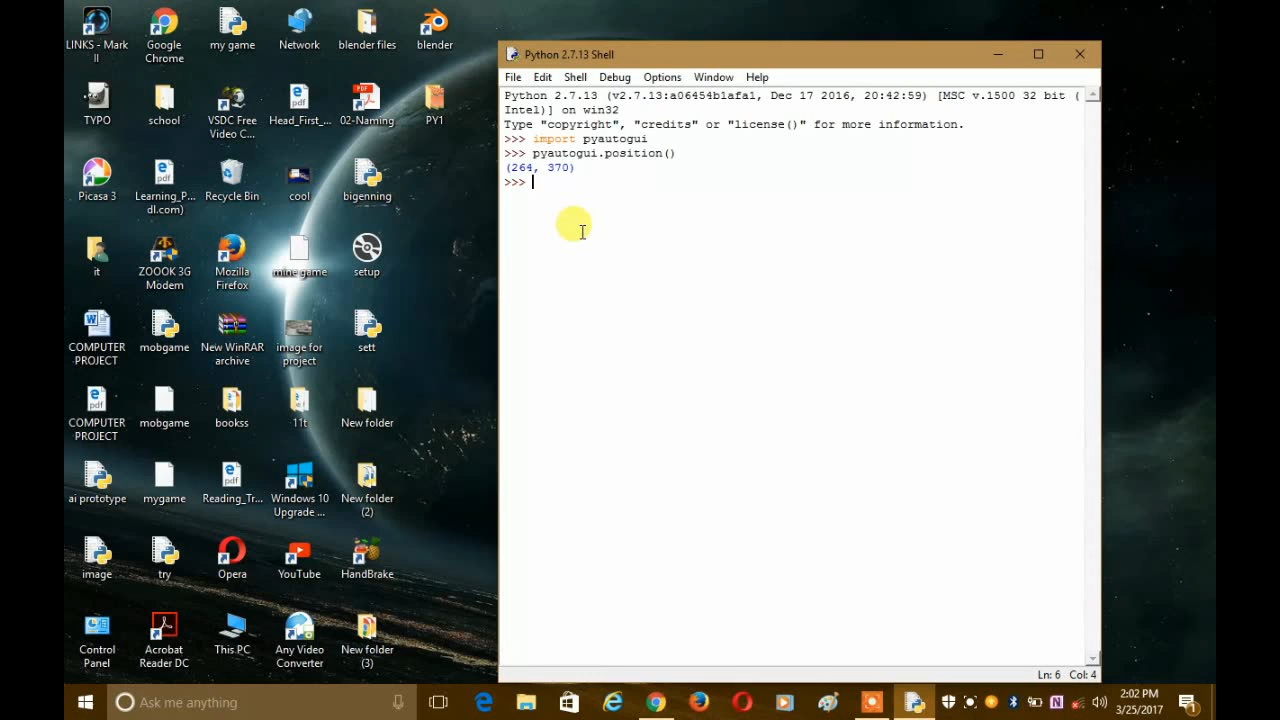 LINKS - Mark
II
Google
Chrome
my game
Network
blender files
blender
TYPO
school
VSDC Free
Video C...
Head_First_...
02-Naming
PY1
Picasa 3
Learning_P...
dl.com)
Recycle Bin
cool
bigenning
it
ZOOOK 3G
Modem
Mozilla
Firefox
mine game
setup
COMPUTER
PROJECT
mobgame
New WinRAR
archive
image for
project
sett
COMPUTER
PROJECT
mobgame
bookss
11t
New folder
ai prototype
mygame
Reading_Tr...
Windows 10
Upgrade ...
New folder
(2)
image
try
Opera
YouTube
HandBrake
Control
Panel
Acrobat
Reader DC
This PC
Any Video
Converter
New folder
(3)
Python 2.7.13 Shell
File Edit Shell Debug Options Window Help
Python 2.7.13 (v2.7.13:a06454b1afa1, Dec 17 2016, 20:42:59) [MSC v.1500 32 bit (
Intel)] on win32
Type "copyright", "credits" or "license()" for more information.
>>> import pyautogui
>>> pyautogui.position()
(264, 370)
>>>
Ln: 6 Col: 4
Ask me anything
2:02 PM
3/25/2017